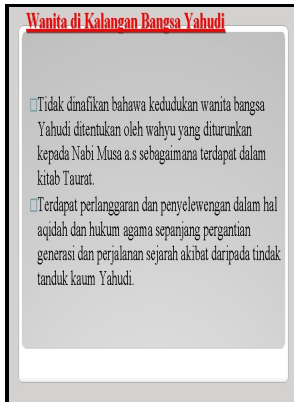 Wanita di Kalangan Bangsa Yahudi
Tidak dinafikan bahawa kedudukan wanita bangsa
Yahudi ditentukan oleh wahyu yang diturunkan
kepada Nabi Musa a.s sebagaimana terdapat dalam
kitab Taurat.
Terdapat perlanggaran dan penyelewengan dalam hal
aqidah dan hukum agama sepanjang pergantian
generasi dan perjalanan sejarah akibat daripada tindak
tanduk kaum Yahudi.